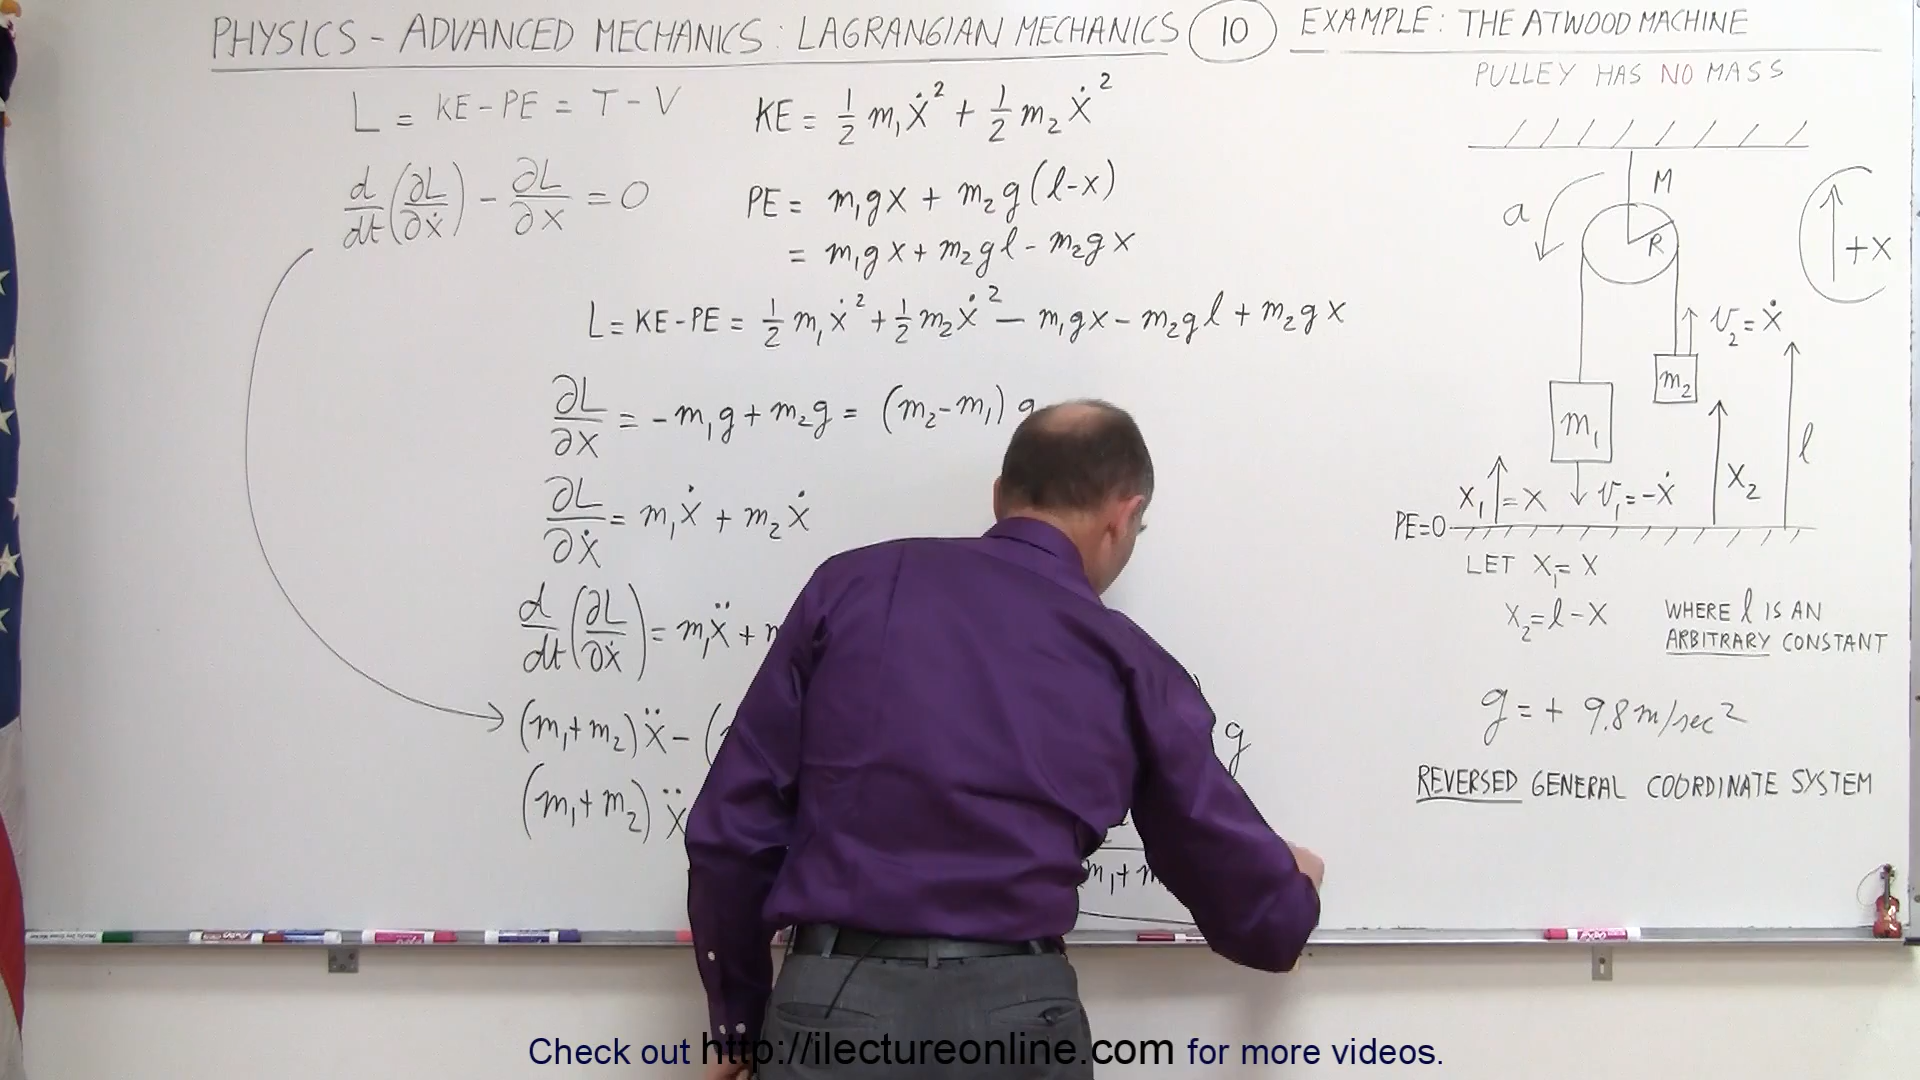 PHYSICS - ADVANCED MECHANICS: LAGRANGIAN MECHANICS 10 EXAMPLE: THE ATWOOD MACHINE
PULLEY HAS NO MASS
L = KE - PE = T - V
d/dt(∂L/∂ẋ) - ∂L/∂x = 0
KE = 1/2 m₁ẋ² + 1/2 m₂ẋ²
PE = m₁gx + m₂g(l-x)
= m₁gx + m₂gl - m₂gx
L = KE - PE = 1/2 m₁ẋ² + 1/2 m₂ẋ² - m₁gx - m₂gl + m₂gx
∂L/∂x = -m₁g + m₂g = (m₂-m₁)g
∂L/∂ẋ = m₁ẋ + m₂ẋ
d/dt(∂L/∂ẋ) = m₁ẍ +
(m₁+m₂)ẍ - (
g
(m₁+m₂)ẍ
m₁+
M
a
R
+x
v₂=ẋ
m₂
m₁
l
x₂
x₁=x
v₁=-ẋ
PE=0
LET x₁=x
x₂=l-x
WHERE l IS AN
ARBITRARY CONSTANT
g = + 9.8m/sec²
REVERSED GENERAL COORDINATE SYSTEM
Check out http://ilectureonline.com for more videos.